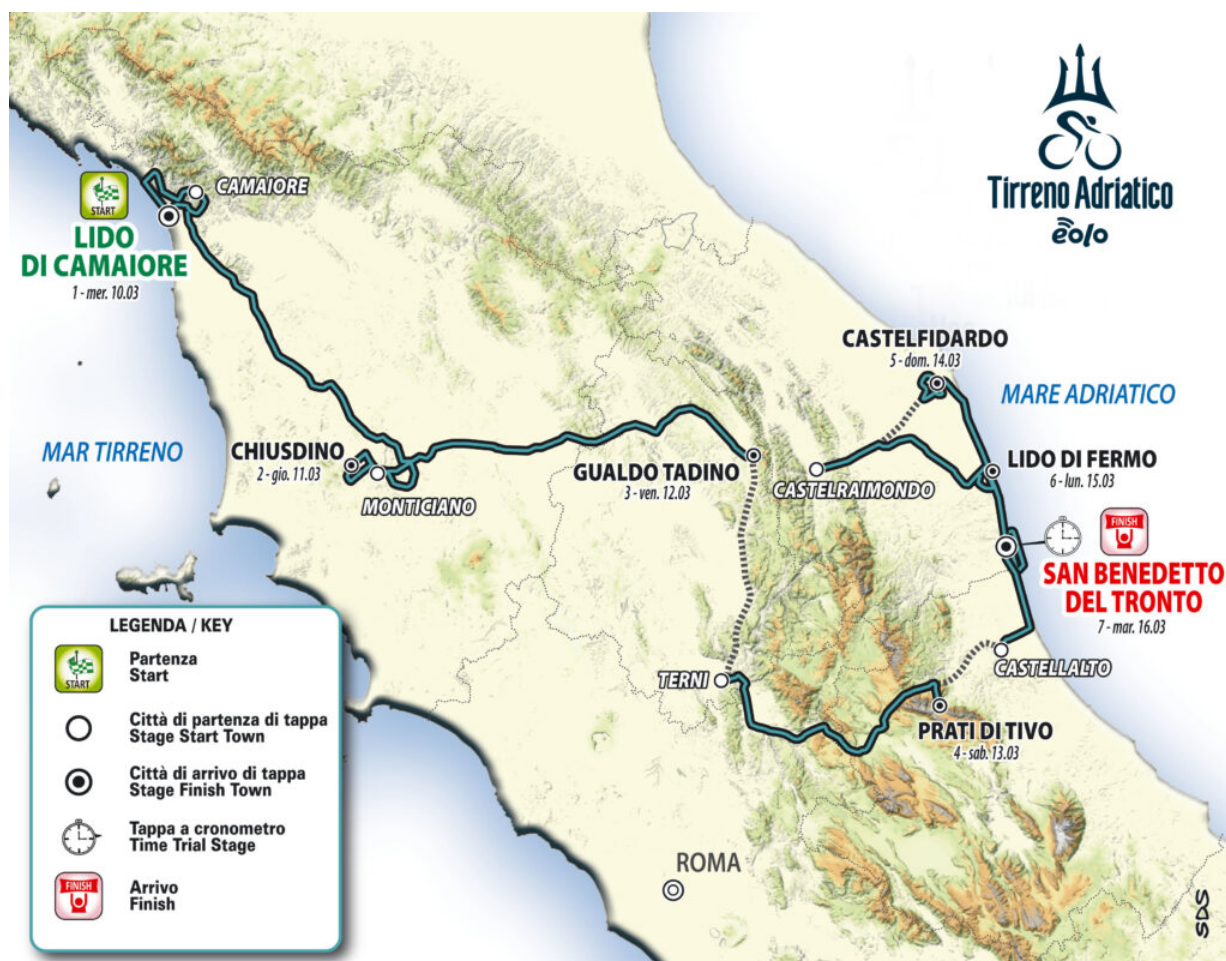 Tirreno Adriatico
eolo
CAMAIORE
START
LIDO
DI CAMAIORE
1 - mer. 10.03
CASTELFIDARDO
5 - dom. 14.03
MARE ADRIATICO
MAR TIRRENO
CHIUSDINO
2 - gio. 11.03
MONTICIANO
GUALDO TADINO
3 - ven. 12.03
CASTELRAIMONDO
LIDO DI FERMO
6 - lun. 15.03
FINISH
SAN BENEDETTO
DEL TRONTO
7 - mar. 16.03
CASTELLALTO
TERNI
PRATI DI TIVO
4 - sab. 13.03
ROMA
LEGENDA / KEY
START
Partenza
Start
Città di partenza di tappa
Stage Start Town
Città di arrivo di tappa
Stage Finish Town
Tappa a cronometro
Time Trial Stage
FINISH
Arrivo
Finish
SDS